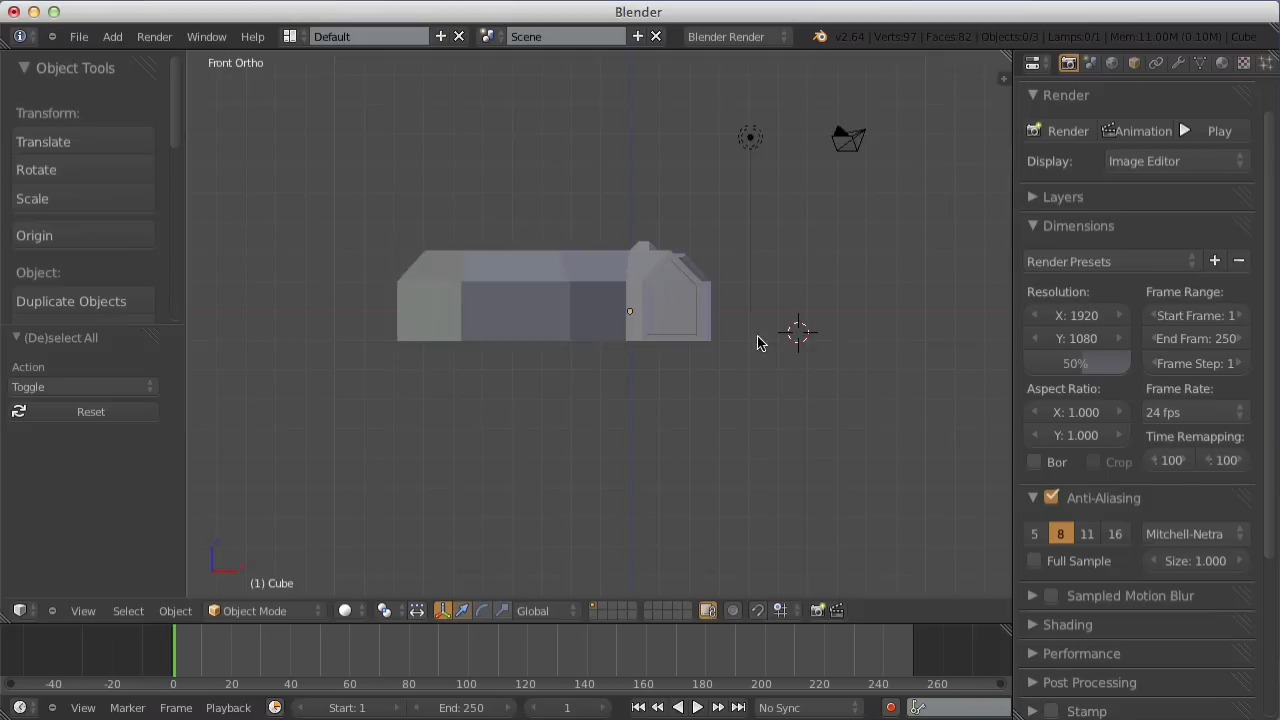 Blender
File Add Render Window Help Default Scene Blender Render v2.64 | Verts:97 | Faces:82 | Objects:0/3 | Lamps:0/1 | Mem:11.00M (0.10M) | Cube
Object Tools
Transform:
Translate
Rotate
Scale
Origin
Object:
Duplicate Objects
(De)select All
Action
Toggle
Reset
Front Ortho
(1) Cube
View Select Object Object Mode Global
Render
Render Animation Play
Display: Image Editor
Layers
Dimensions
Render Presets
Resolution: Frame Range:
X: 1920 Start Frame: 1
Y: 1080 End Fram: 250
50% Frame Step: 1
Aspect Ratio: Frame Rate:
X: 1.000 24 fps
Y: 1.000 Time Remapping:
Bor Crop 100 : 100
Anti-Aliasing
5 8 11 16 Mitchell-Netra
Full Sample Size: 1.000
Sampled Motion Blur
Shading
Performance
Post Processing
Stamp
-40 -20 0 20 40 60 80 100 120 140 160 180 200 220 240 260
View Marker Frame Playback Start: 1 End: 250 1 No Sync